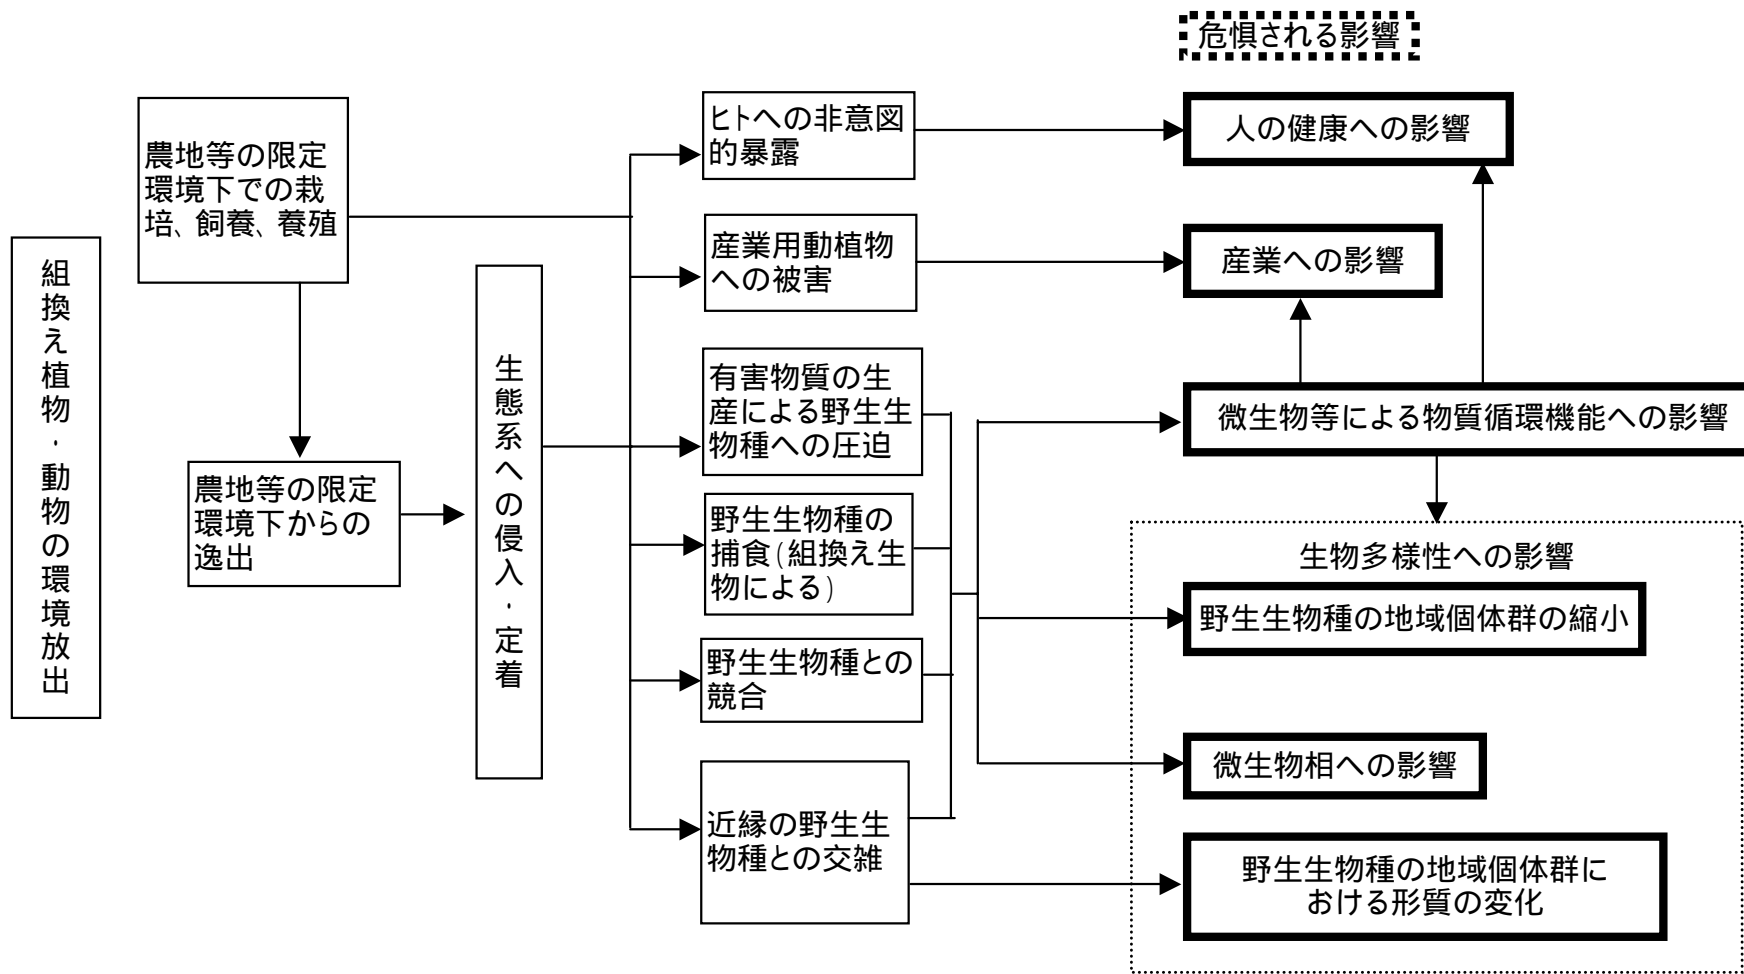 危惧される影響
組換え植物・動物の環境放出
農地等の限定
環境下での栽
培、飼養、養殖
農地等の限定
環境下からの
逸出
生態系への侵入・定着
ヒトへの非意図
的暴露
産業用動植物
への被害
有害物質の生
産による野生生
物種への圧迫
野生生物種の
捕食(組換え生
物による)
野生生物種との
競合
近縁の野生生
物種との交雑
人の健康への影響
産業への影響
微生物等による物質循環機能への影響
生物多様性への影響
野生生物種の地域個体群の縮小
微生物相への影響
野生生物種の地域個体群に
おける形質の変化